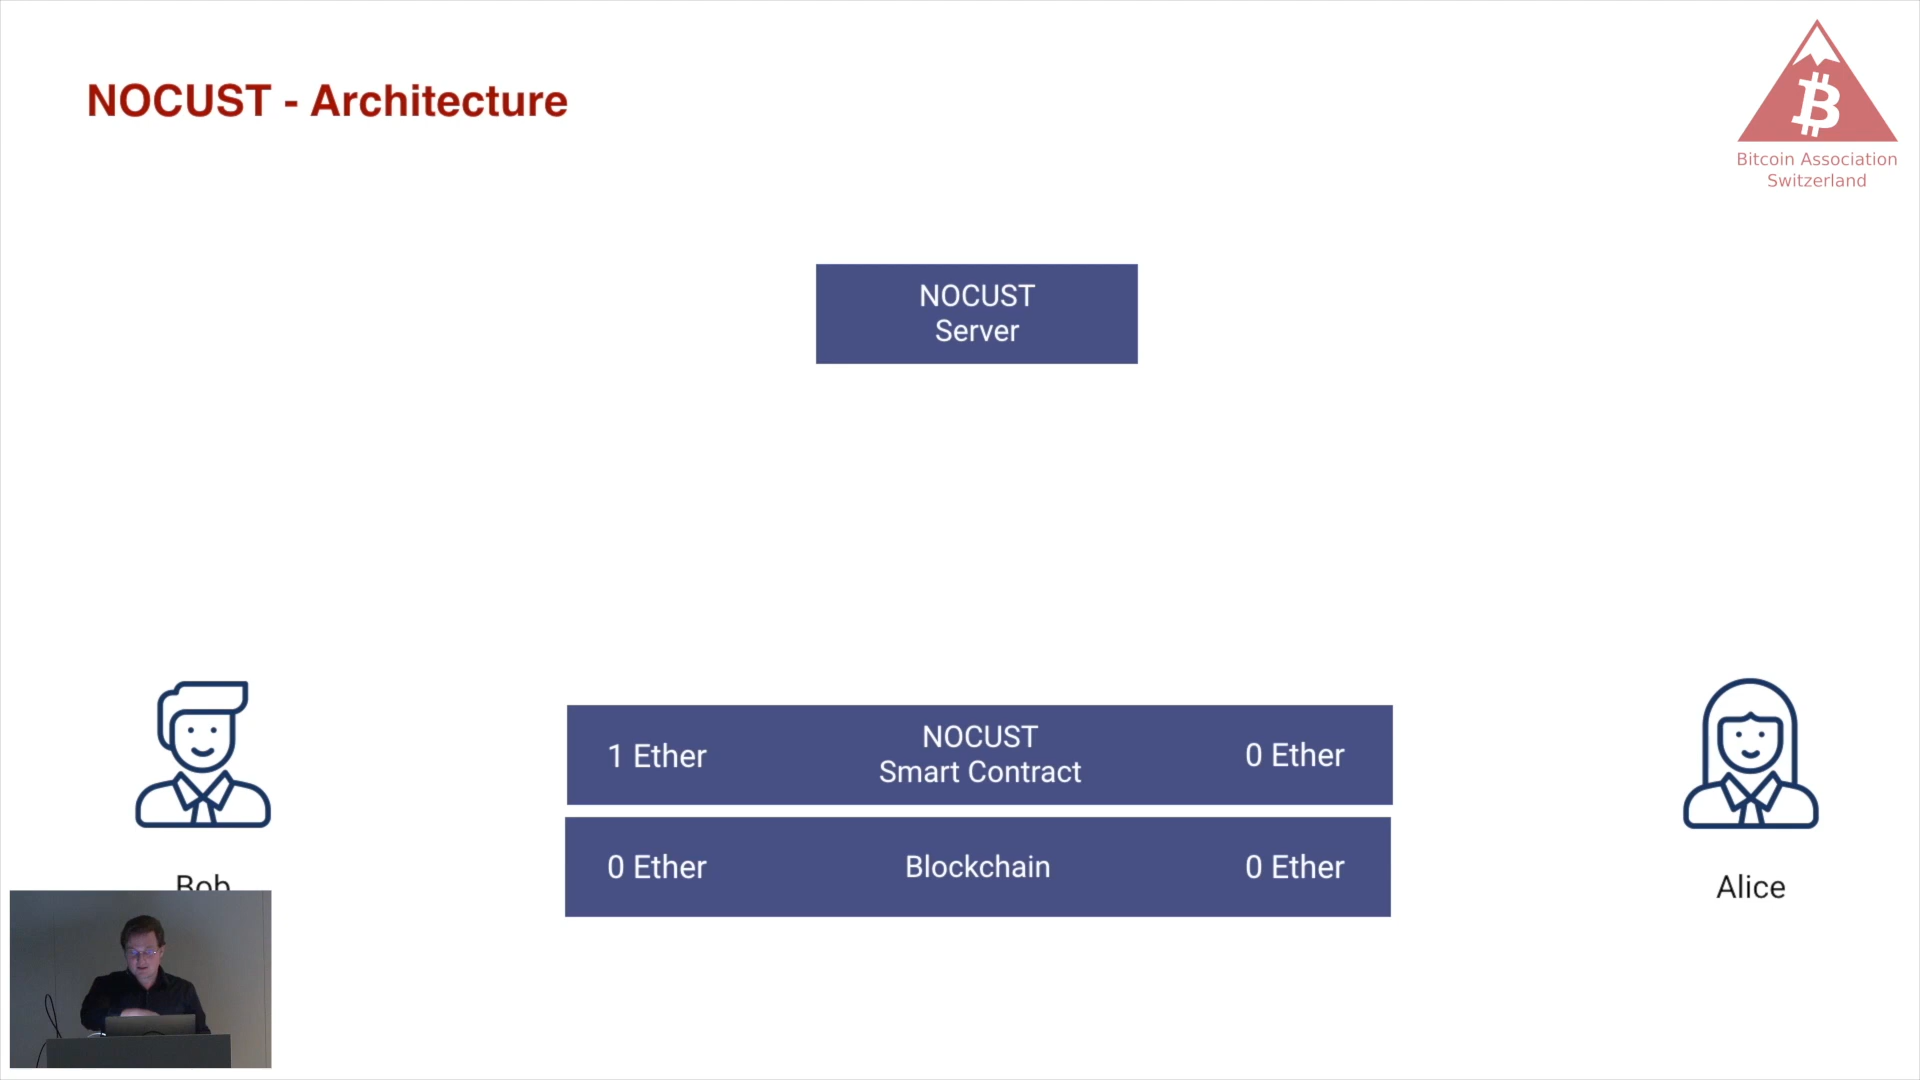 NOCUST - Architecture
Bitcoin Association
Switzerland
NOCUST
Server
1 Ether
NOCUST
Smart Contract
0 Ether
0 Ether
Blockchain
0 Ether
Bob
Alice